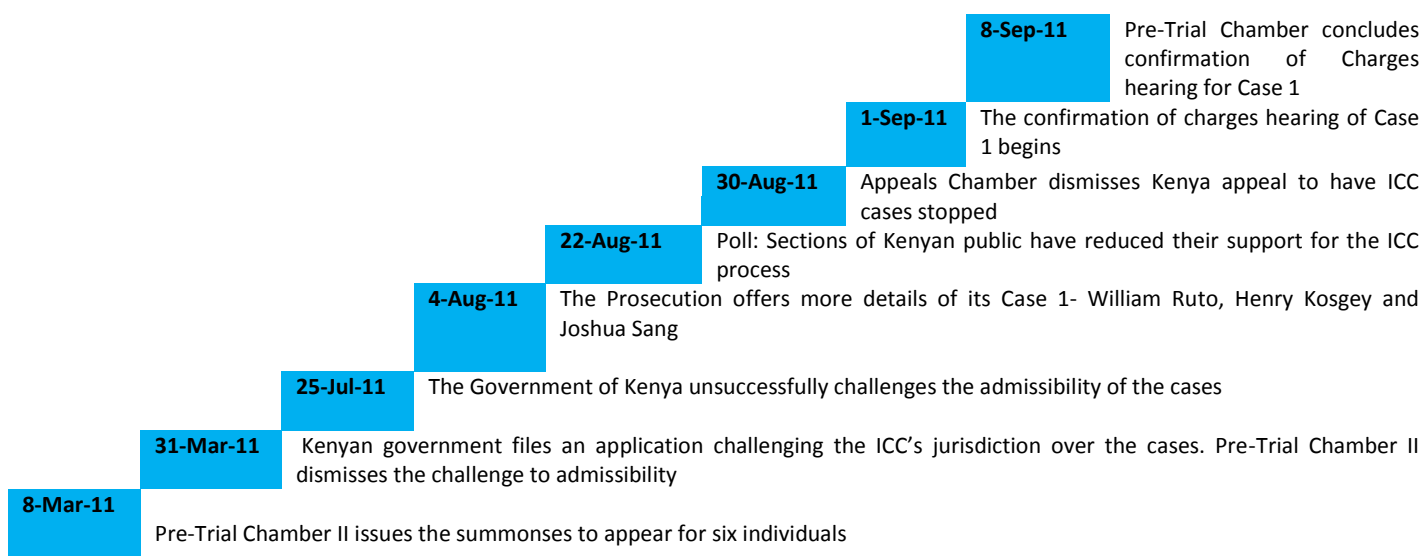 8-Sep-11 Pre-Trial Chamber concludes
confirmation of Charges
hearing for Case 1
1-Sep-11 The confirmation of charges hearing of Case
1 begins
30-Aug-11 Appeals Chamber dismisses Kenya appeal to have ICC
cases stopped
22-Aug-11 Poll: Sections of Kenyan public have reduced their support for the ICC
process
4-Aug-11 The Prosecution offers more details of its Case 1- William Ruto, Henry Kosgey and
Joshua Sang
25-Jul-11 The Government of Kenya unsuccessfully challenges the admissibility of the cases
31-Mar-11 Kenyan government files an application challenging the ICC’s jurisdiction over the cases. Pre-Trial Chamber II
dismisses the challenge to admissibility
8-Mar-11
Pre-Trial Chamber II issues the summonses to appear for six individuals